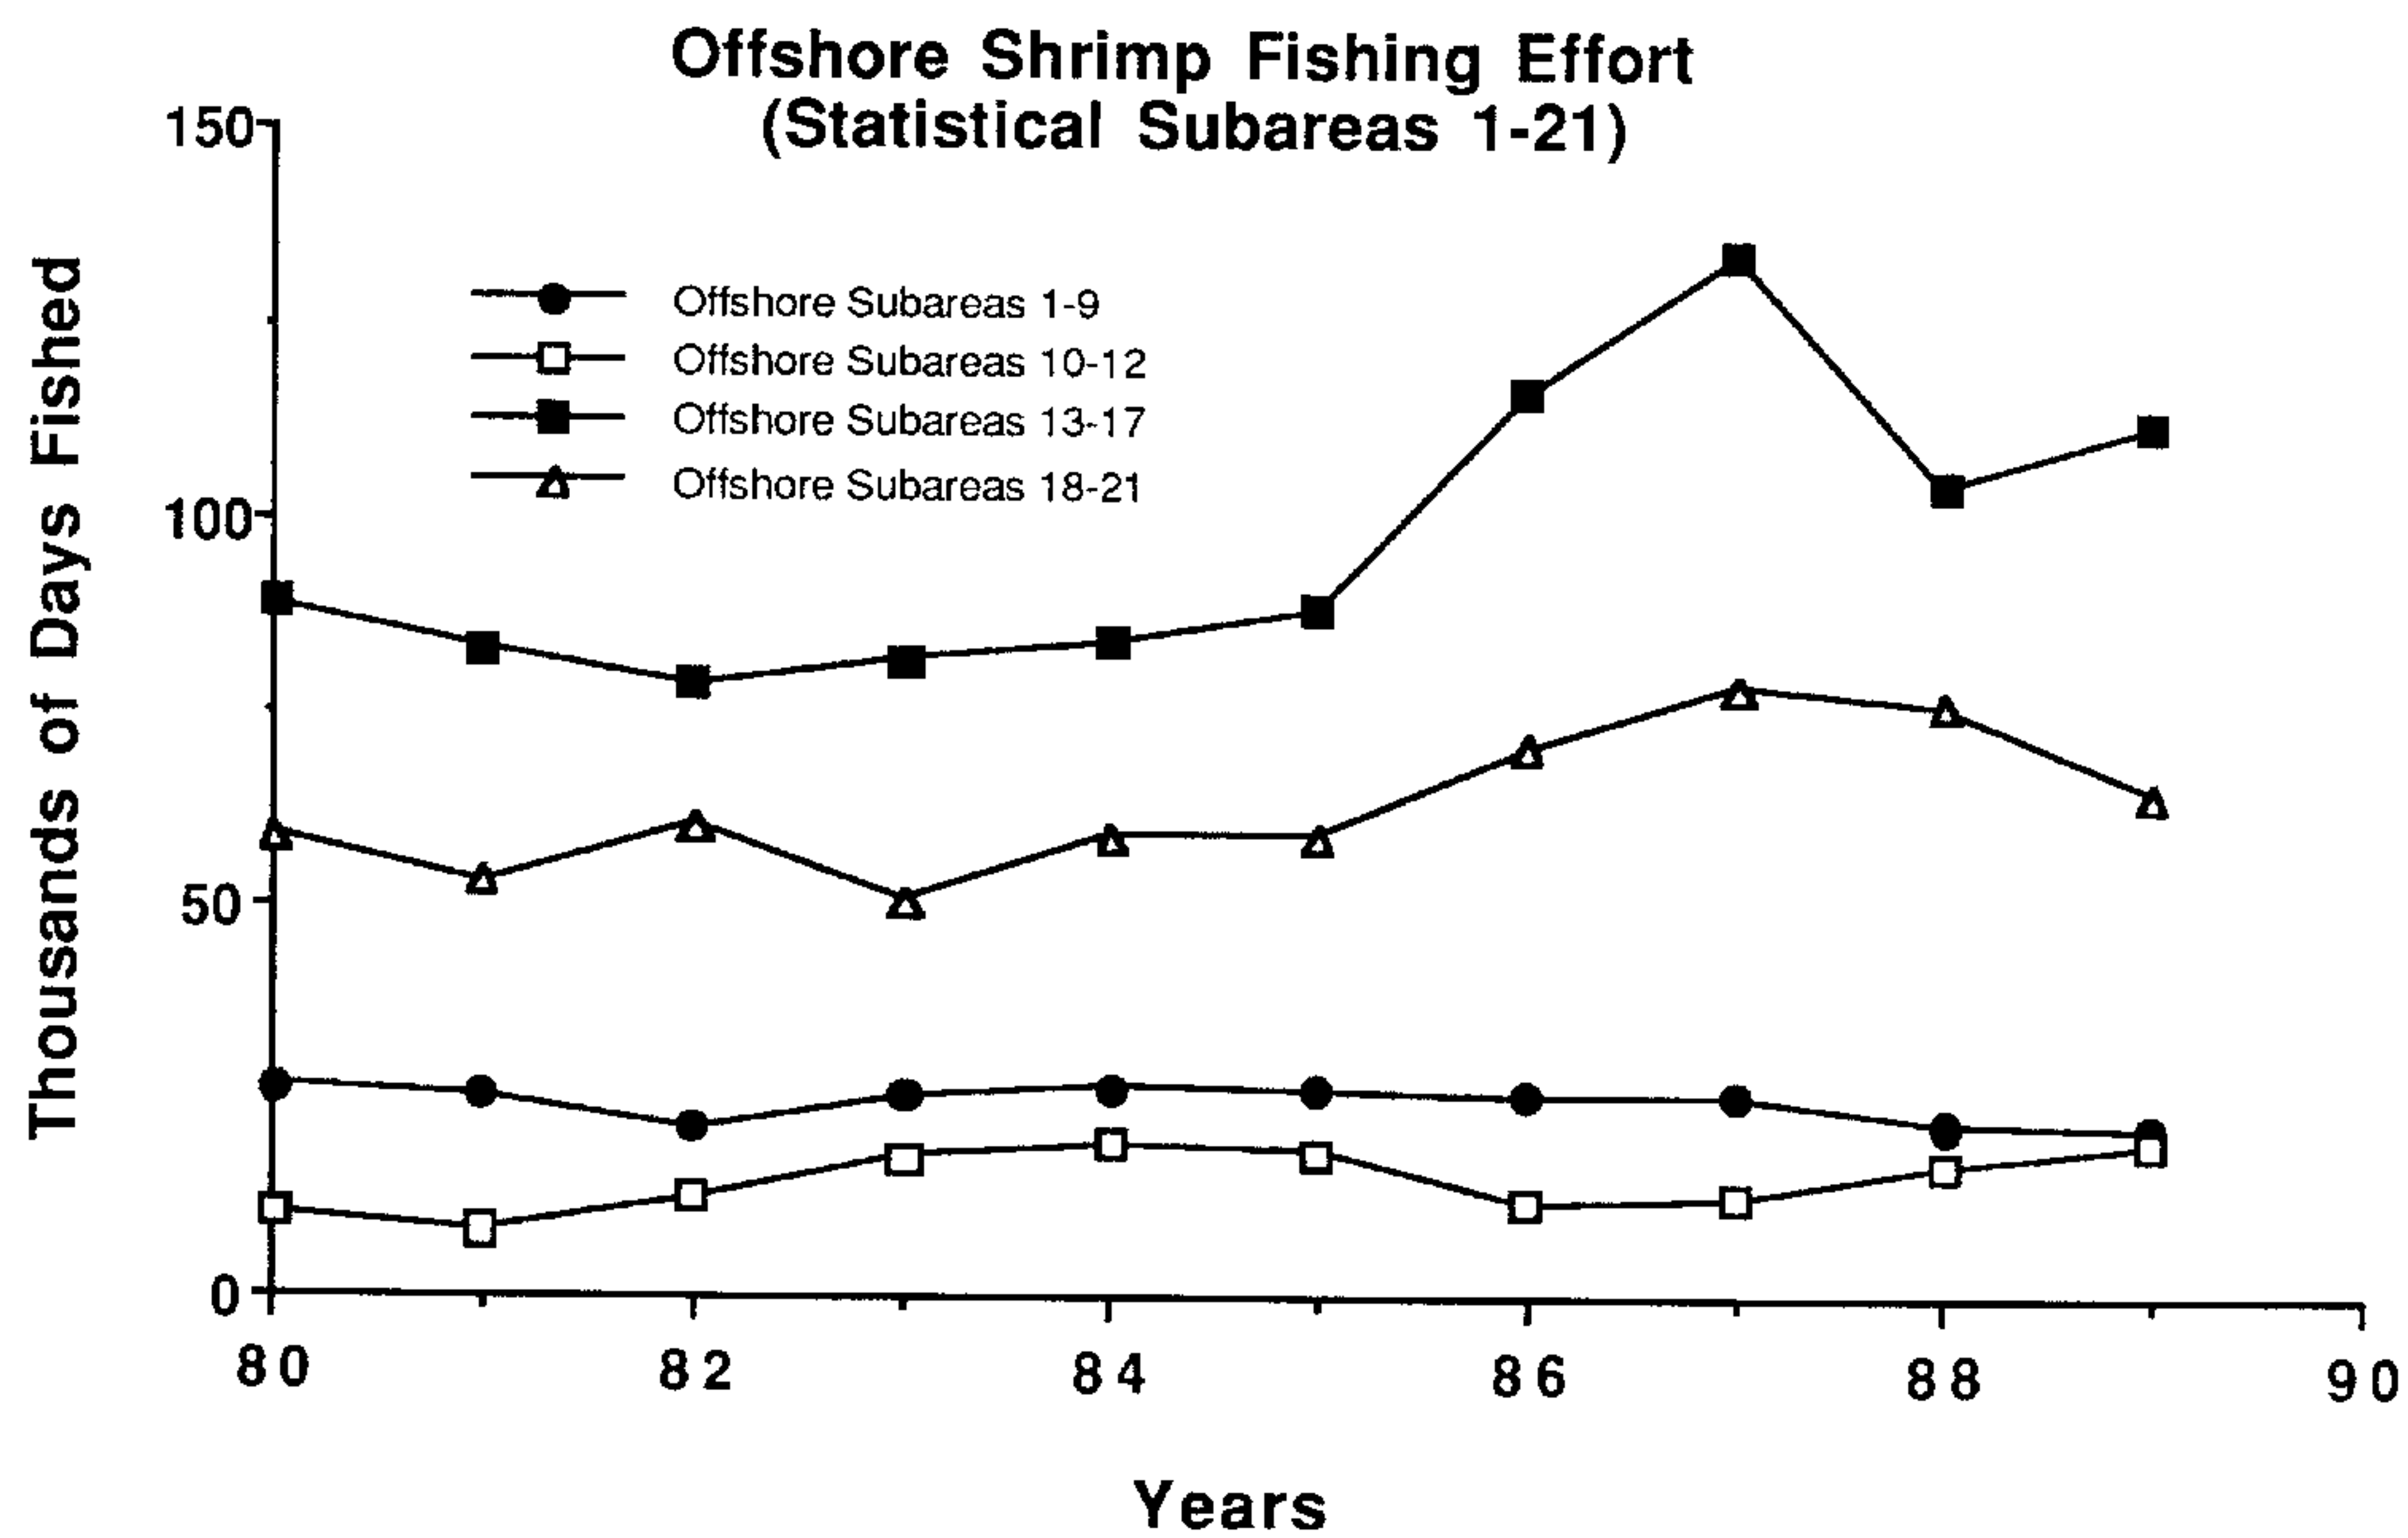 Offshore Shrimp Fishing Effort
(Statistical Subareas 1-21)
150
100
50
0
Thousands of Days Fished
Offshore Subareas 1-9
Offshore Subareas 10-12
Offshore Subareas 13-17
Offshore Subareas 18-21
80 82 84 86 88 90
Years